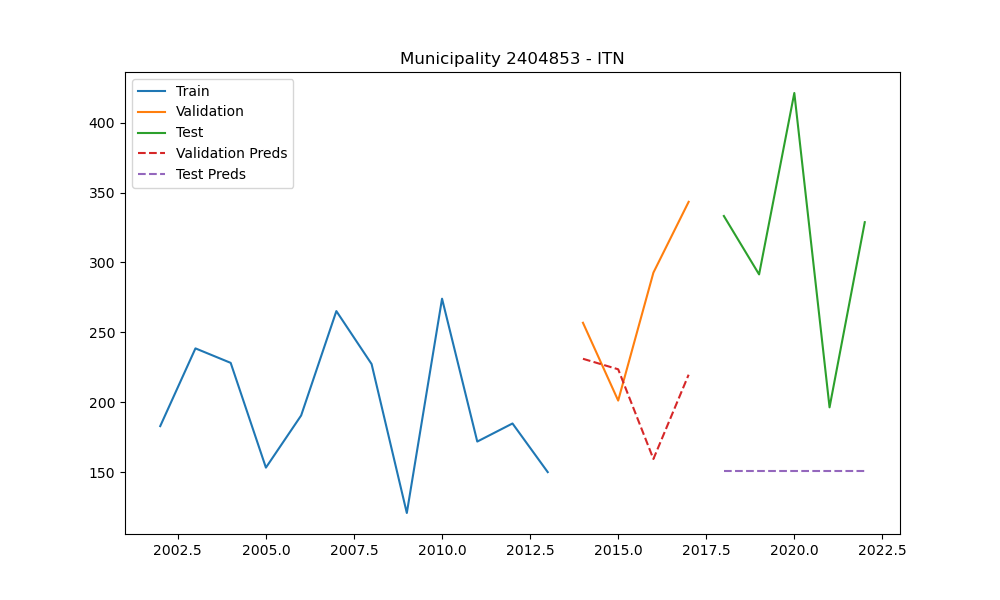 Municipality 2404853 - ITN
Train
Validation
Test
Validation Preds
Test Preds
400
350
300
250
200
150
2002.5 2005.0 2007.5 2010.0 2012.5 2015.0 2017.5 2020.0 2022.5